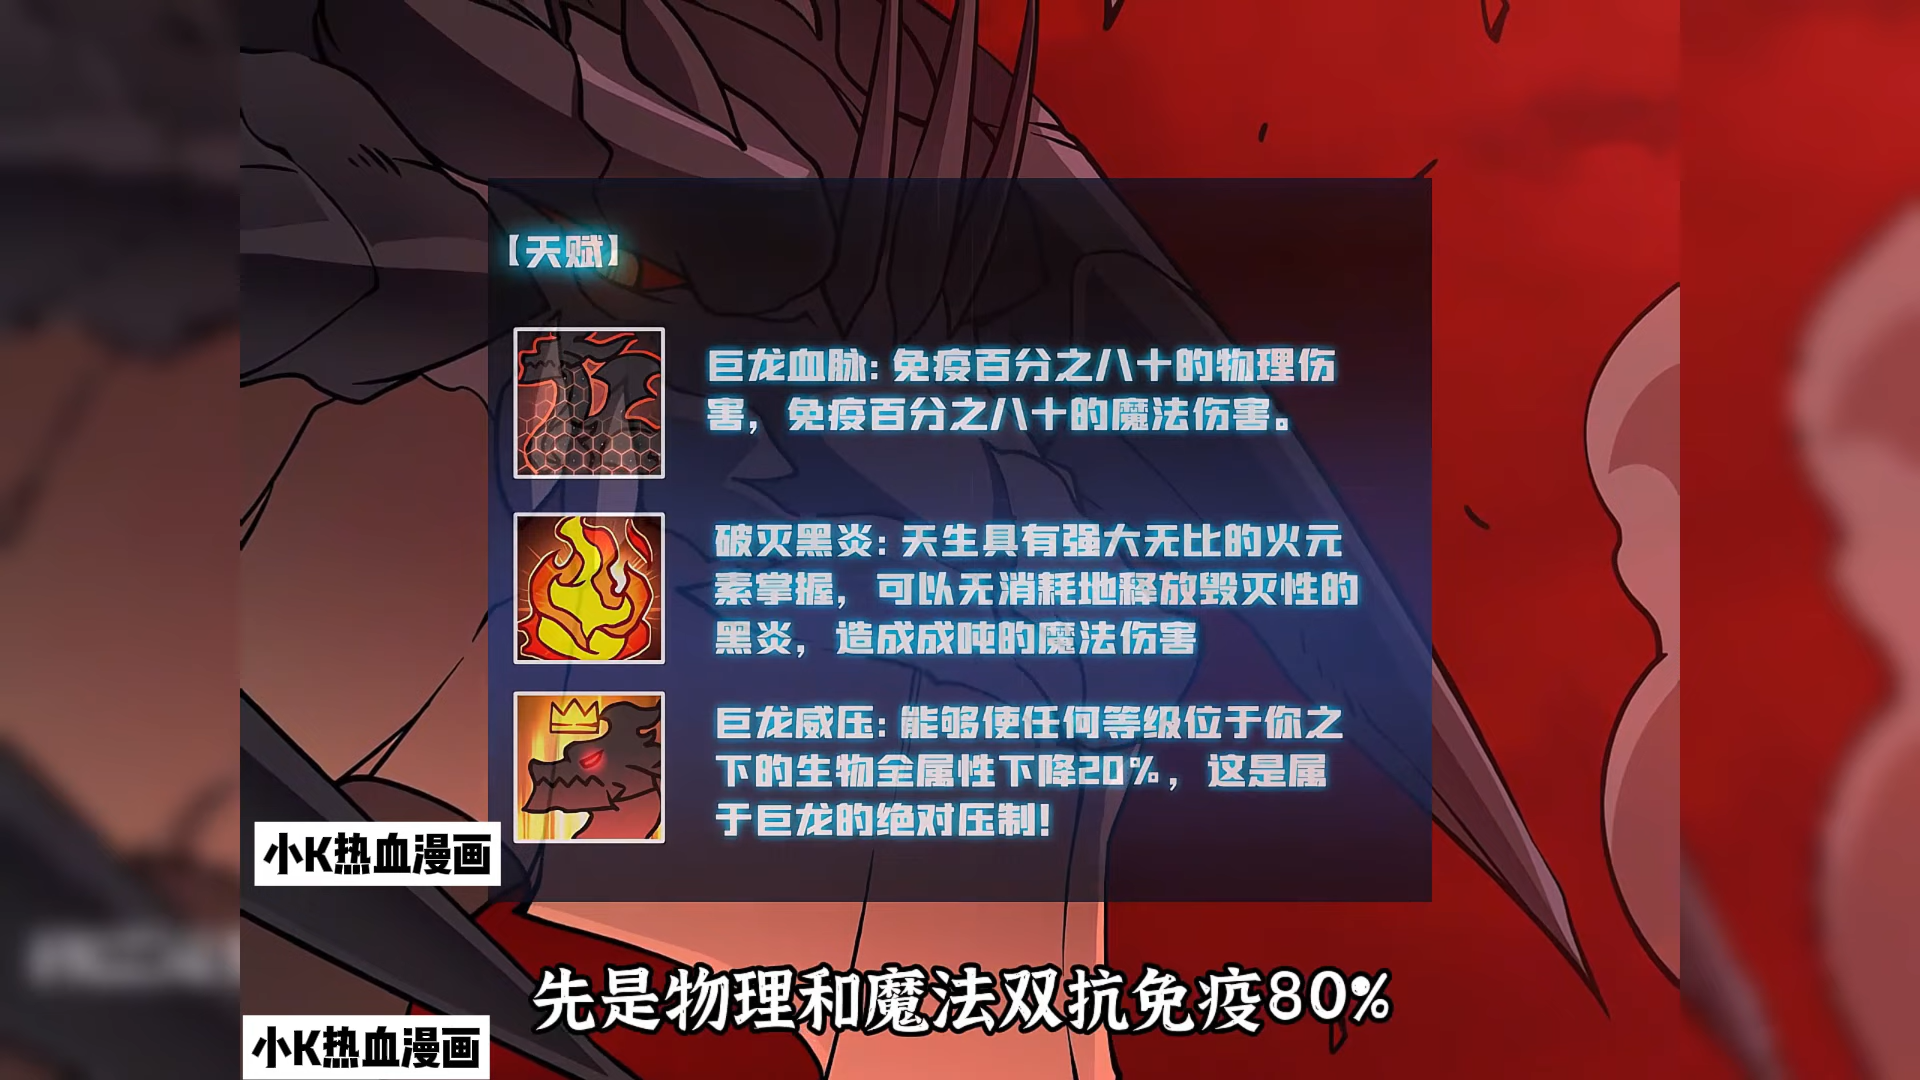 【天赋】
巨龙血脉：免疫百分之八十的物理伤
害，免疫百分之八十的魔法伤害。
破灭黑炎：天生具有强大无比的火元
素掌握，可以无消耗地释放毁灭性的
黑炎，造成成吨的魔法伤害
巨龙威压：能够使任何等级位于你之
下的生物全属性下降20%，这是属
于巨龙的绝对压制！
小K热血漫画
先是物理和魔法双抗免疫80%
小K热血漫画